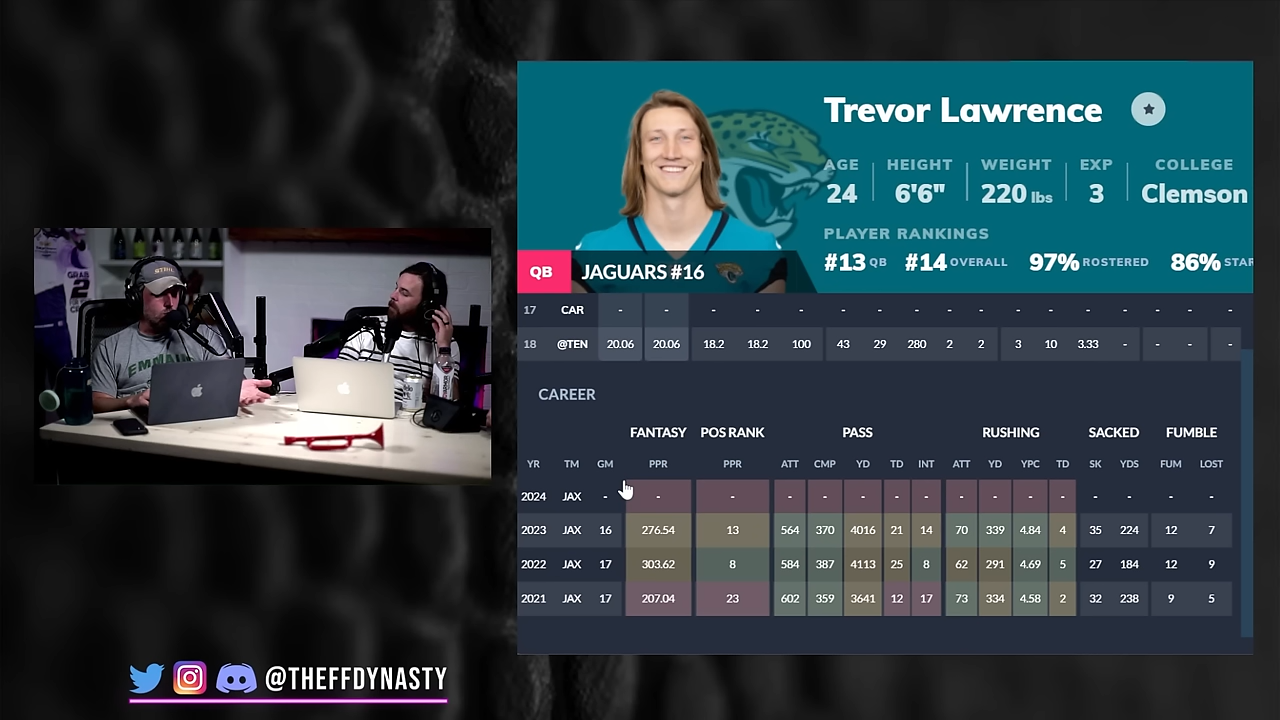 Trevor Lawrence
AGE HEIGHT WEIGHT EXP COLLEGE
24 6'6" 220 lbs 3 Clemson
PLAYER RANKINGS
#13 QB #14 OVERALL 97% ROSTERED 86% STAR
QB JAGUARS #16
17 CAR - - - - - - - - - - - - - - - - -
18 @TEN 20.06 20.06 18.2 18.2 100 43 29 280 2 2 3 10 3.33 - - - -
CAREER
FANTASY POS RANK PASS RUSHING SACKED FUMBLE
YR TM GM PPR PPR ATT CMP YD TD INT ATT YD YPC TD SK YDS FUM LOST
2024 JAX - - - - - - - - - - - - - - - -
2023 JAX 16 276.54 13 564 370 4016 21 14 70 339 4.84 4 35 224 12 7
2022 JAX 17 303.62 8 584 387 4113 25 8 62 291 4.69 5 27 184 12 9
2021 JAX 17 207.04 23 602 359 3641 12 17 73 334 4.58 2 32 238 9 5
@THEFFDYNASTY